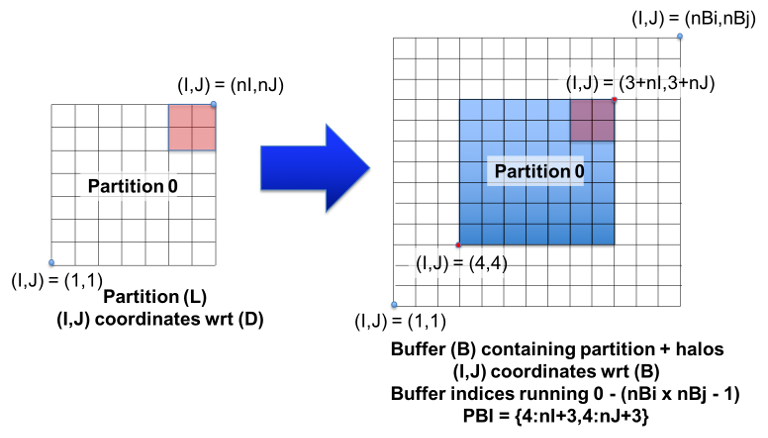 (I,J) = (nBi,nBj)
(I,J) = (nI,nJ)
(I,J) = (3+nI,3+nJ)
Partition 0
Partition 0
(I,J) = (4,4)
(I,J) = (1,1)
Partition (L)
(I,J) coordinates wrt (D)
(I,J) = (1,1)
Buffer (B) containing partition + halos
(I,J) coordinates wrt (B)
Buffer indices running 0 - (nBi x nBj - 1)
PBI = {4:nI+3,4:nJ+3}